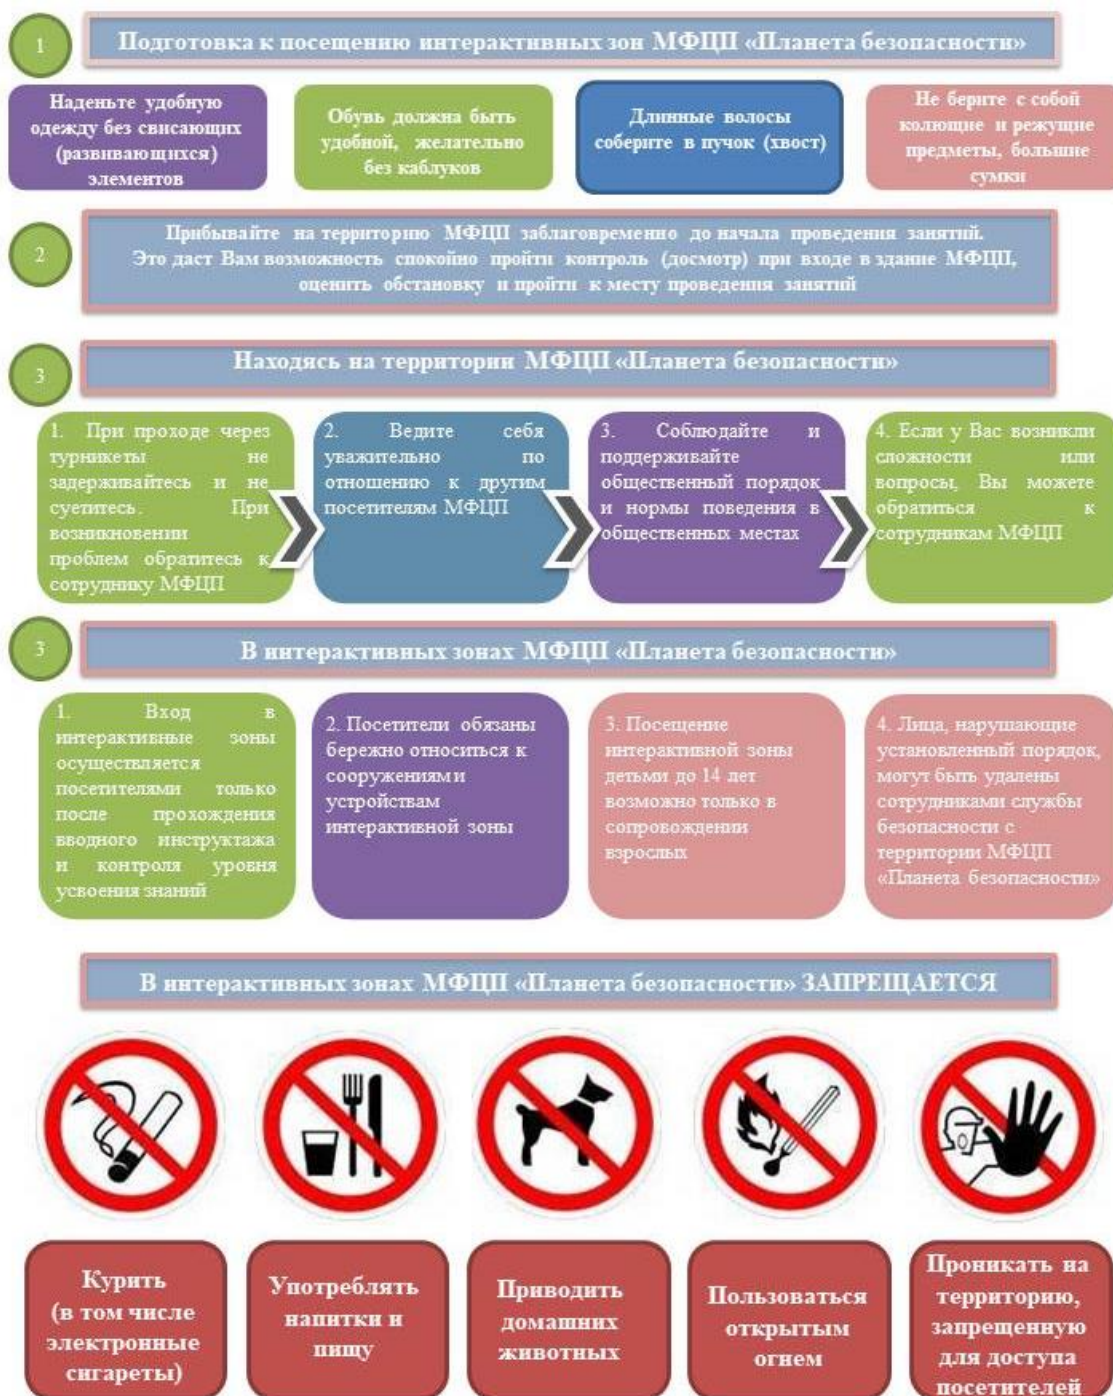 1
Подготовка к посещению интерактивных зон МФЦП «Планета безопасности»
Наденьте удобную
одежду без свисающих
(развивающихся)
элементов
Обувь должна быть
удобной, желательно
без каблуков
Длинные волосы
соберите в пучок (хвост)
Не берите с собой
колющие и режущие
предметы, большие
сумки
2
Прибывайте на территорию МФЦП заблаговременно до начала проведения занятий.
Это даст Вам возможность спокойно пройти контроль (досмотр) при входе в здание МФЦП,
оценить обстановку и пройти к месту проведения занятий
3
Находясь на территории МФЦП «Планета безопасности»
1. При проходе через
турникеты не
задерживайтесь и не
суетитесь. При
возникновении
проблем обратитесь к
сотруднику МФЦП
2. Ведите себя
уважительно по
отношению к другим
посетителям МФЦП
3. Соблюдайте и
поддерживайте
общественный порядок
и нормы поведения в
общественных местах
4. Если у Вас возникли
сложности или
вопросы, Вы можете
обратиться к
сотрудникам МФЦП
3
В интерактивных зонах МФЦП «Планета безопасности»
1. Вход в
интерактивные зоны
осуществляется
посетителями только
после прохождения
вводного инструктажа
и контроля уровня
усвоения знаний
2. Посетители обязаны
бережно относиться к
сооружениям и
устройствам
интерактивной зоны
3. Посещение
интерактивной зоны
детьми до 14 лет
возможно только в
сопровождении
взрослых
4. Лица, нарушающие
установленный порядок,
могут быть удалены
сотрудниками службы
безопасности с
территории МФЦП
«Планета безопасности»
В интерактивных зонах МФЦП «Планета безопасности» ЗАПРЕЩАЕТСЯ
Курить
(в том числе
электронные
сигареты)
Употреблять
напитки и
пищу
Приводить
домашних
животных
Пользоваться
открытым
огнем
Проникать на
территорию,
запрещенную
для доступа
посетителей